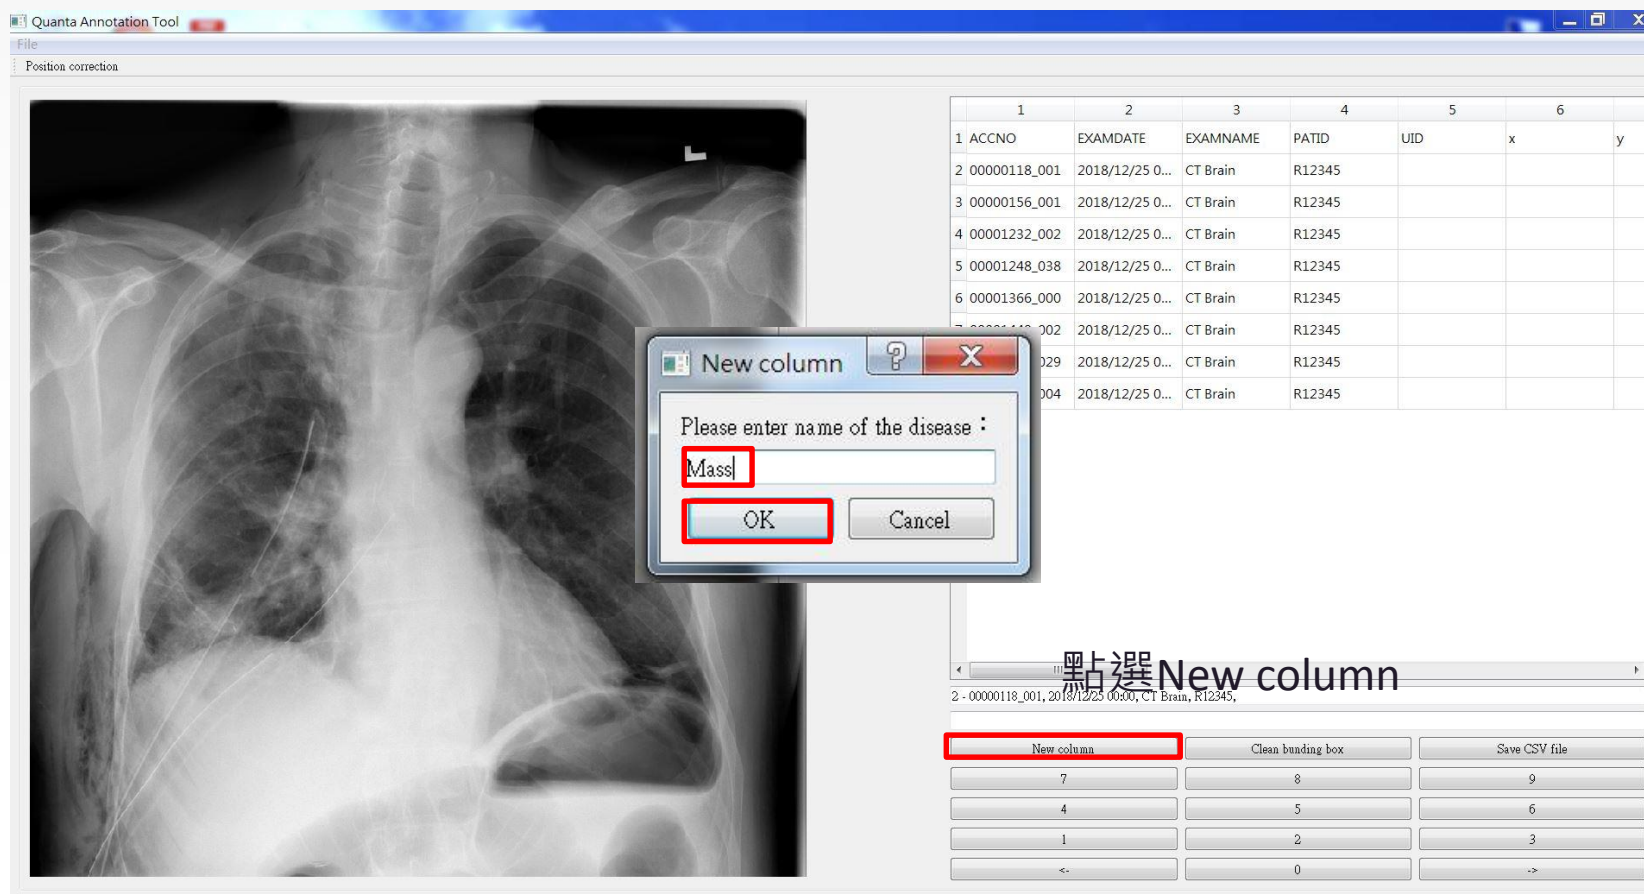 Quanta Annotation Tool
File
Position correction
L
1 2 3 4 5 6
1 ACCNO EXAMDATE EXAMNAME PATID UID x y
2 00000118_001 2018/12/25 0... CT Brain R12345
3 00000156_001 2018/12/25 0... CT Brain R12345
4 00001232_002 2018/12/25 0... CT Brain R12345
5 00001248_038 2018/12/25 0... CT Brain R12345
6 00001366_000 2018/12/25 0... CT Brain R12345
002 2018/12/25 0... CT Brain R12345
029 2018/12/25 0... CT Brain R12345
004 2018/12/25 0... CT Brain R12345
New column
Please enter name of the disease：
Mass
OK Cancel
點選New column
2 - 00000118_001, 2018/12/25 00:00, CT Brain, R12345,
New column Clean bunding box Save CSV file
7 8 9
4 5 6
1 2 3
<- 0 ->